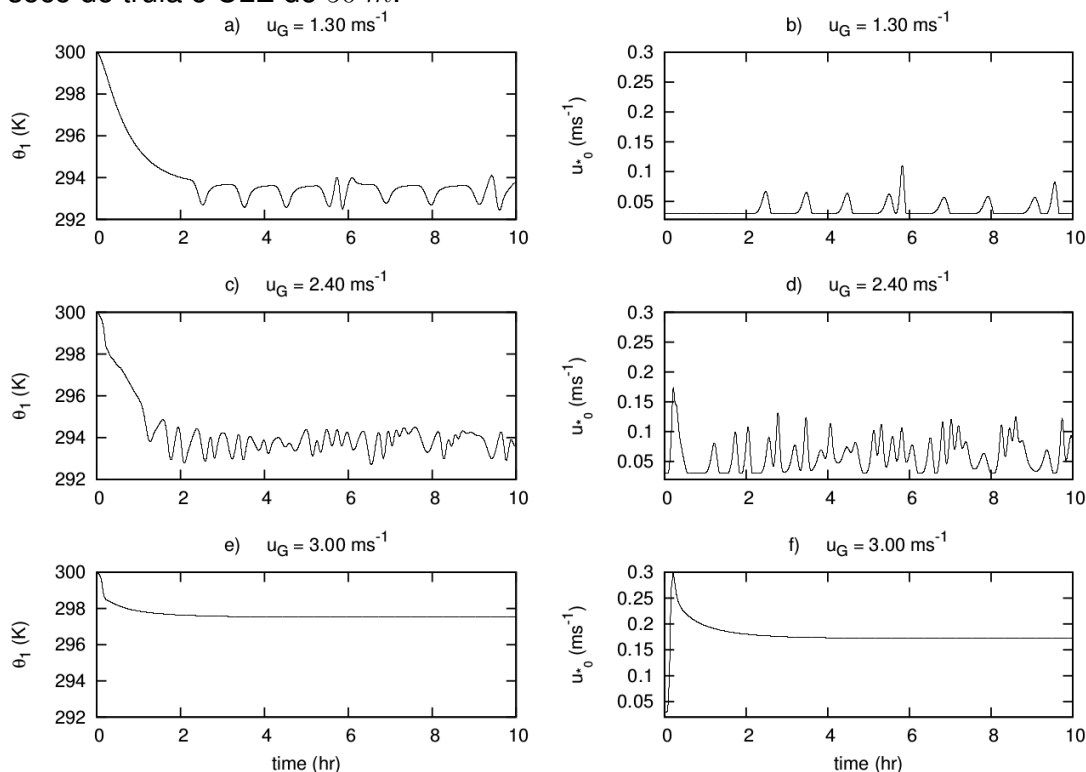 a) u_G = 1.30 ms^-1
b) u_G = 1.30 ms^-1
θ_1 (K)
300
298
296
294
292
0 2 4 6 8 10
u_*0 (ms^-1)
0.3
0.25
0.2
0.15
0.1
0.05
0 2 4 6 8 10
c) u_G = 2.40 ms^-1
d) u_G = 2.40 ms^-1
θ_1 (K)
300
298
296
294
292
0 2 4 6 8 10
u_*0 (ms^-1)
0.3
0.25
0.2
0.15
0.1
0.05
0 2 4 6 8 10
e) u_G = 3.00 ms^-1
f) u_G = 3.00 ms^-1
θ_1 (K)
300
298
296
294
292
0 2 4 6 8 10
time (hr)
u_*0 (ms^-1)
0.3
0.25
0.2
0.15
0.1
0.05
0 2 4 6 8 10
time (hr)